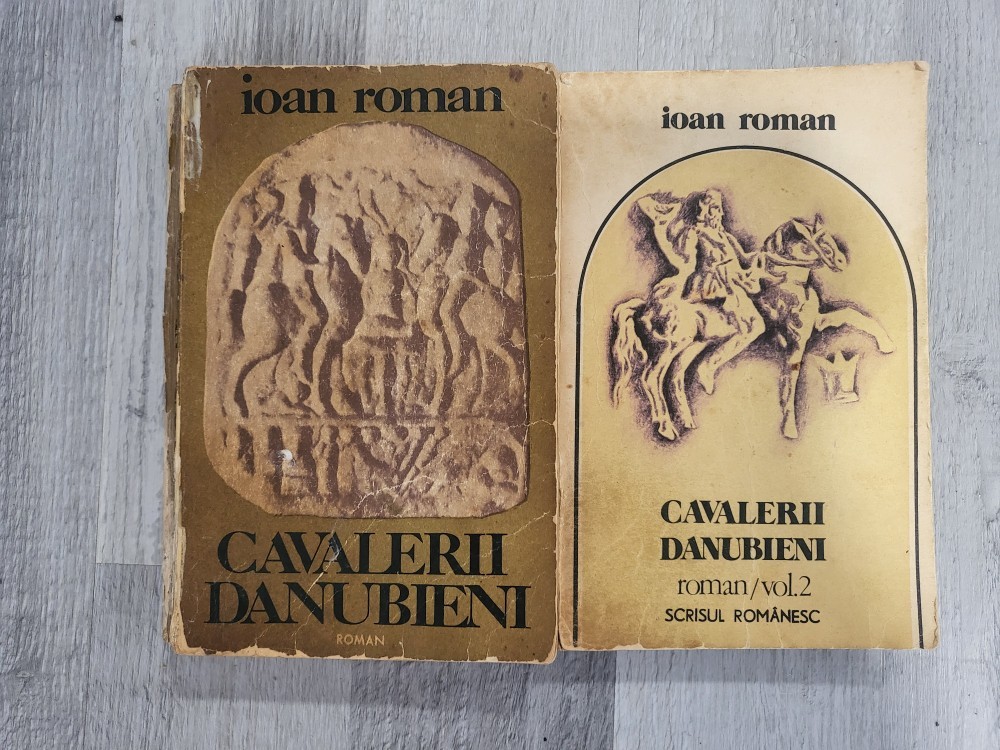 ioan roman
CAVALERII
DANUBIENI
ROMAN
ioan roman
CAVALERII
DANUBIENI
roman/vol.2
SCRISUL ROMÂNESC